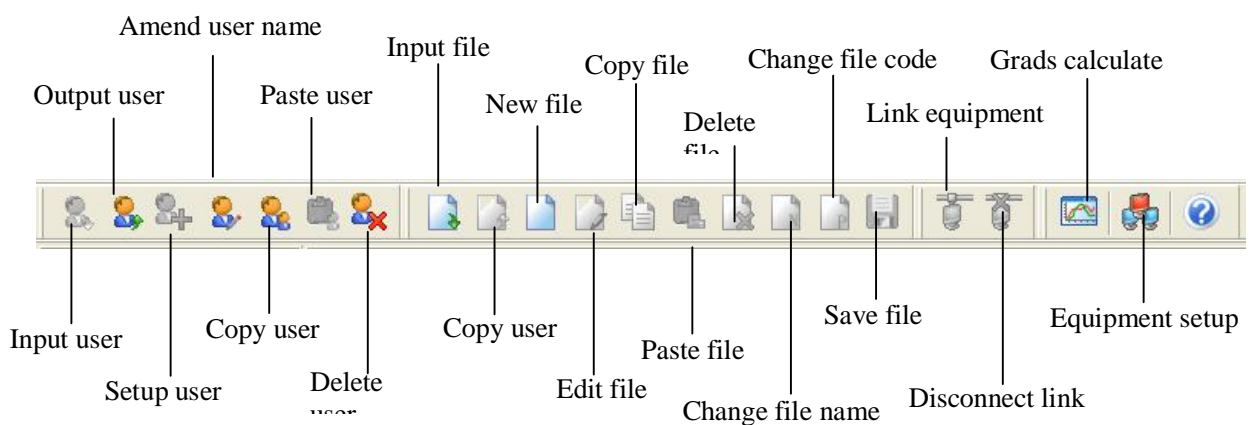 Amend user name
Input file
Copy file
Change file code
Grads calculate
Output user
Paste user
New file
Delete
file
Link equipment
Input user
Setup user
Copy user
Delete
user
Copy user
Edit file
Paste file
Change file name
Save file
Disconnect link
Equipment setup